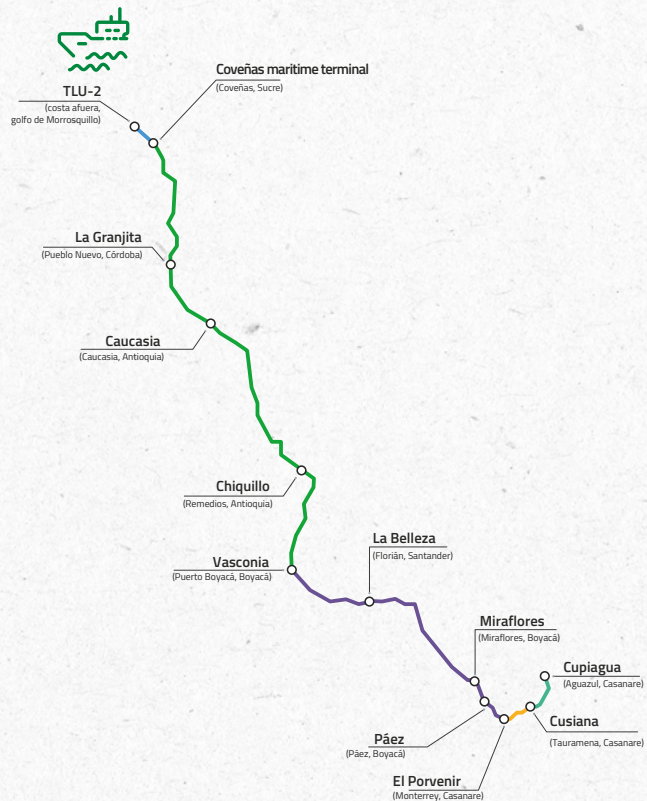 Coveñas maritime terminal
(Coveñas, Sucre)
TLU-2
(costa afuera,
golfo de Morrosquillo)
La Granjita
(Pueblo Nuevo, Córdoba)
Caucasia
(Caucasia, Antioquia)
Chiquillo
(Remedios, Antioquia)
Vasconia
(Puerto Boyacá, Boyacá)
La Belleza
(Florián, Santander)
Miraflores
(Miraflores, Boyacá)
Cupiagua
(Aguazul, Casanare)
Cusiana
(Tauramena, Casanare)
Páez
(Páez, Boyacá)
El Porvenir
(Monterrey, Casanare)